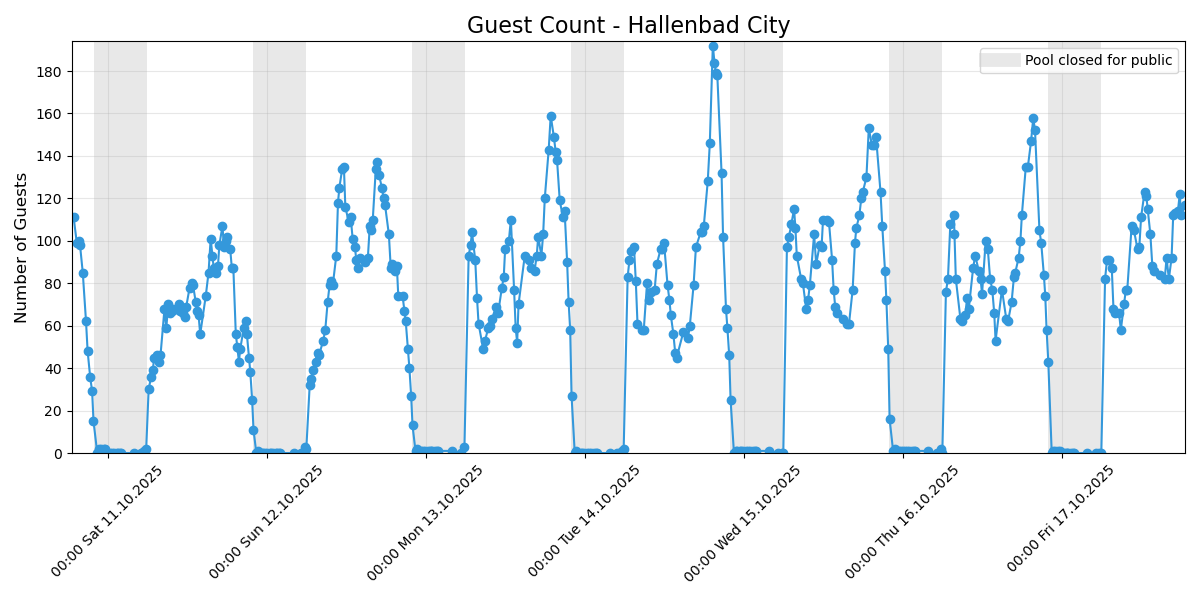 Guest Count - Hallenbad City
Pool closed for public
Number of Guests
180
160
140
120
100
80
60
40
20
0
00:00 Sat 11.10.2025
00:00 Sun 12.10.2025
00:00 Mon 13.10.2025
00:00 Tue 14.10.2025
00:00 Wed 15.10.2025
00:00 Thu 16.10.2025
00:00 Fri 17.10.2025